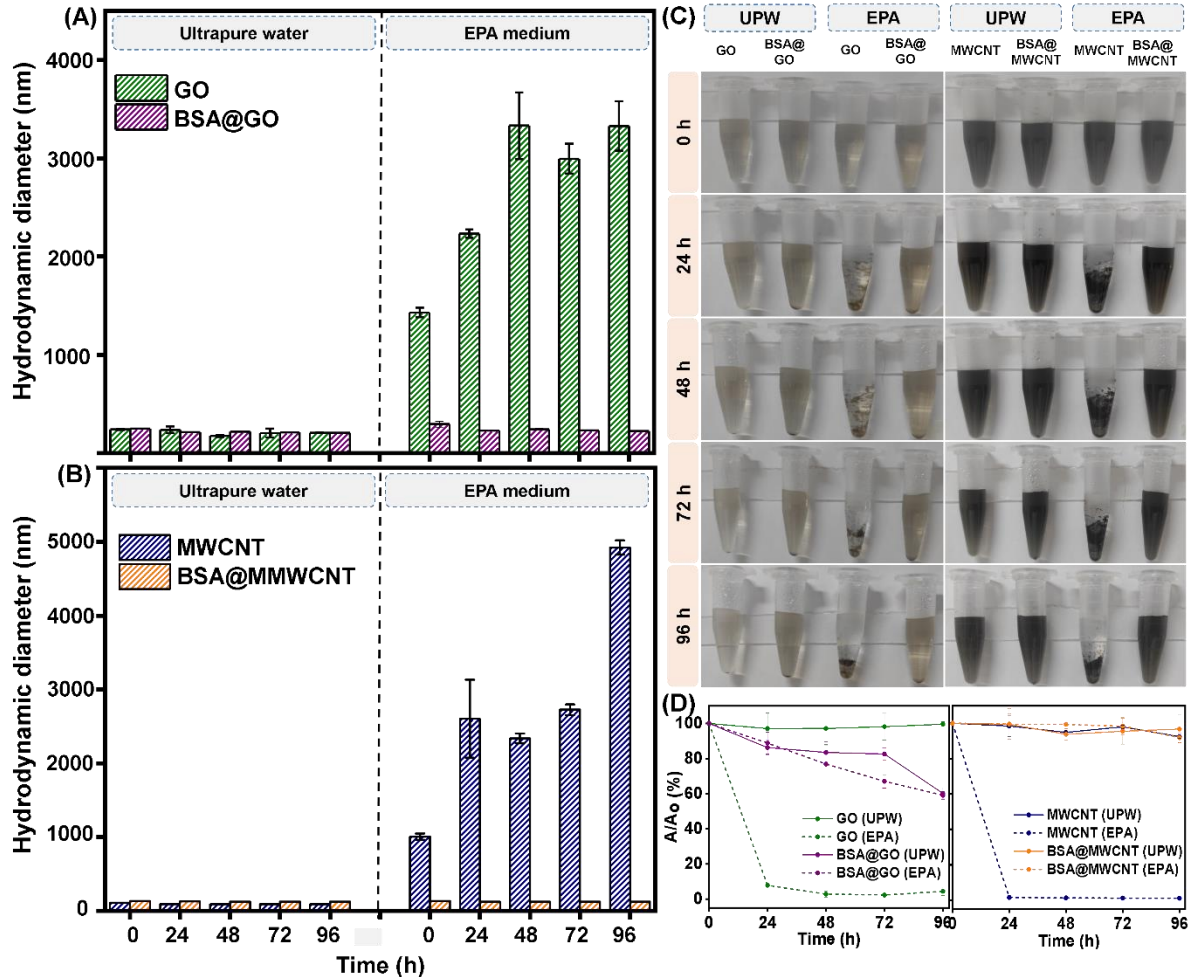 (A)
Ultrapure water
EPA medium
Hydrodynamic diameter (nm)
4000
3000
2000
1000
GO
BSA@GO
(B)
Ultrapure water
EPA medium
Hydrodynamic diameter (nm)
5000
4000
3000
2000
1000
0
MWCNT
BSA@MMWCNT
0 24 48 72 96 0 24 48 72 96
Time (h)
(C)
UPW EPA UPW EPA
GO BSA@ GO GO BSA@ GO MWCNT BSA@ MWCNT MWCNT BSA@ MWCNT
0 h
24 h
48 h
72 h
96 h
(D)
A/Ao (%)
100
80
60
40
20
0
GO (UPW)
GO (EPA)
BSA@GO (UPW)
BSA@GO (EPA)
0 24 48 72 96
Time (h)
MWCNT (UPW)
MWCNT (EPA)
BSA@MWCNT (UPW)
BSA@MWCNT (EPA)
0 24 48 72 96
Time (h)